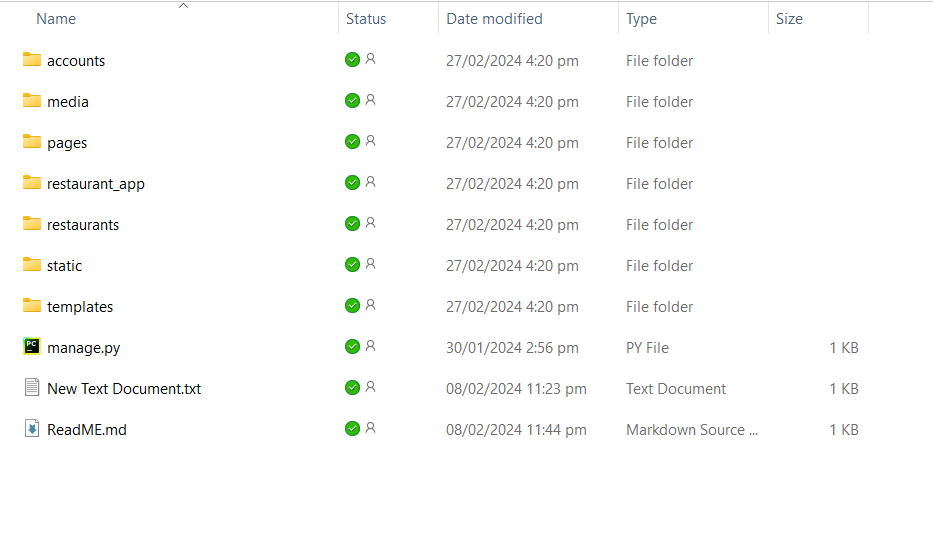 Name Status Date modified Type Size
accounts 27/02/2024 4:20 pm File folder
media 27/02/2024 4:20 pm File folder
pages 27/02/2024 4:20 pm File folder
restaurant_app 27/02/2024 4:20 pm File folder
restaurants 27/02/2024 4:20 pm File folder
static 27/02/2024 4:20 pm File folder
templates 27/02/2024 4:20 pm File folder
PC manage.py 30/01/2024 2:56 pm PY File 1 KB
New Text Document.txt 08/02/2024 11:23 pm Text Document 1 KB
ReadME.md 08/02/2024 11:44 pm Markdown Source ... 1 KB